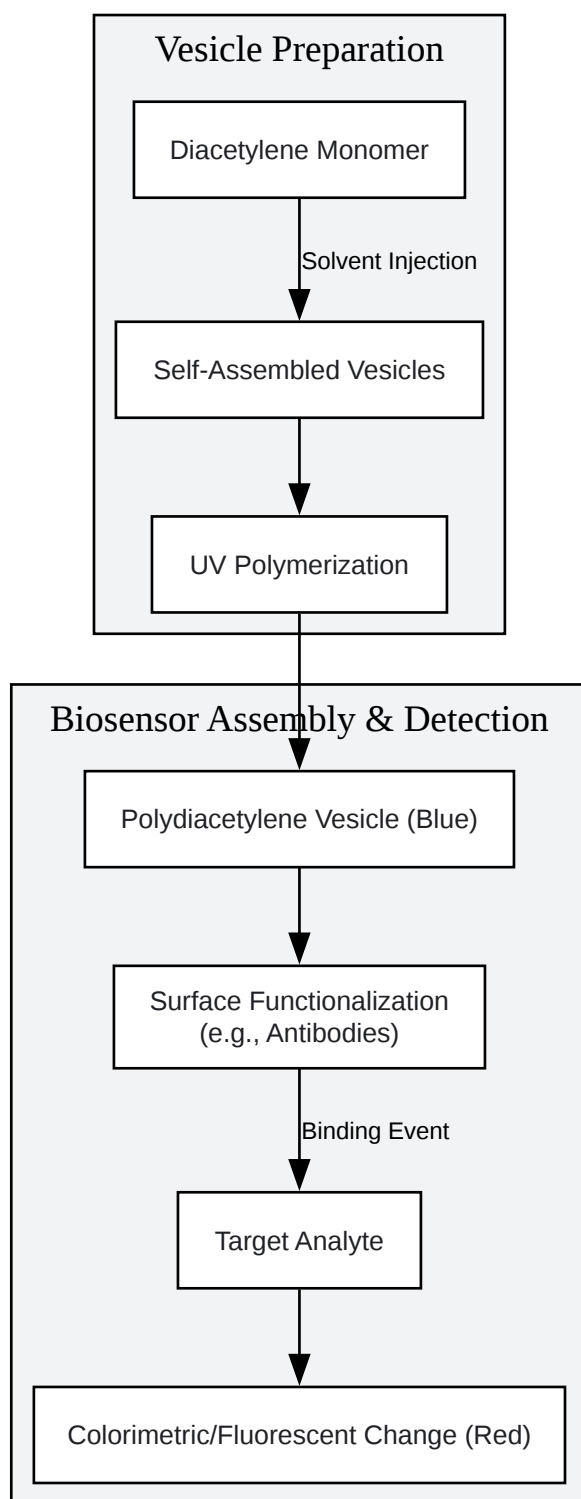 Vesicle Preparation
Diacetylene Monomer
Solvent Injection
Self-Assembled Vesicles
UV Polymerization
Biosensor Assembly & Detection
Polydiacetylene Vesicle (Blue)
Surface Functionalization
(e.g., Antibodies)
Binding Event
Target Analyte
Colorimetric/Fluorescent Change (Red)